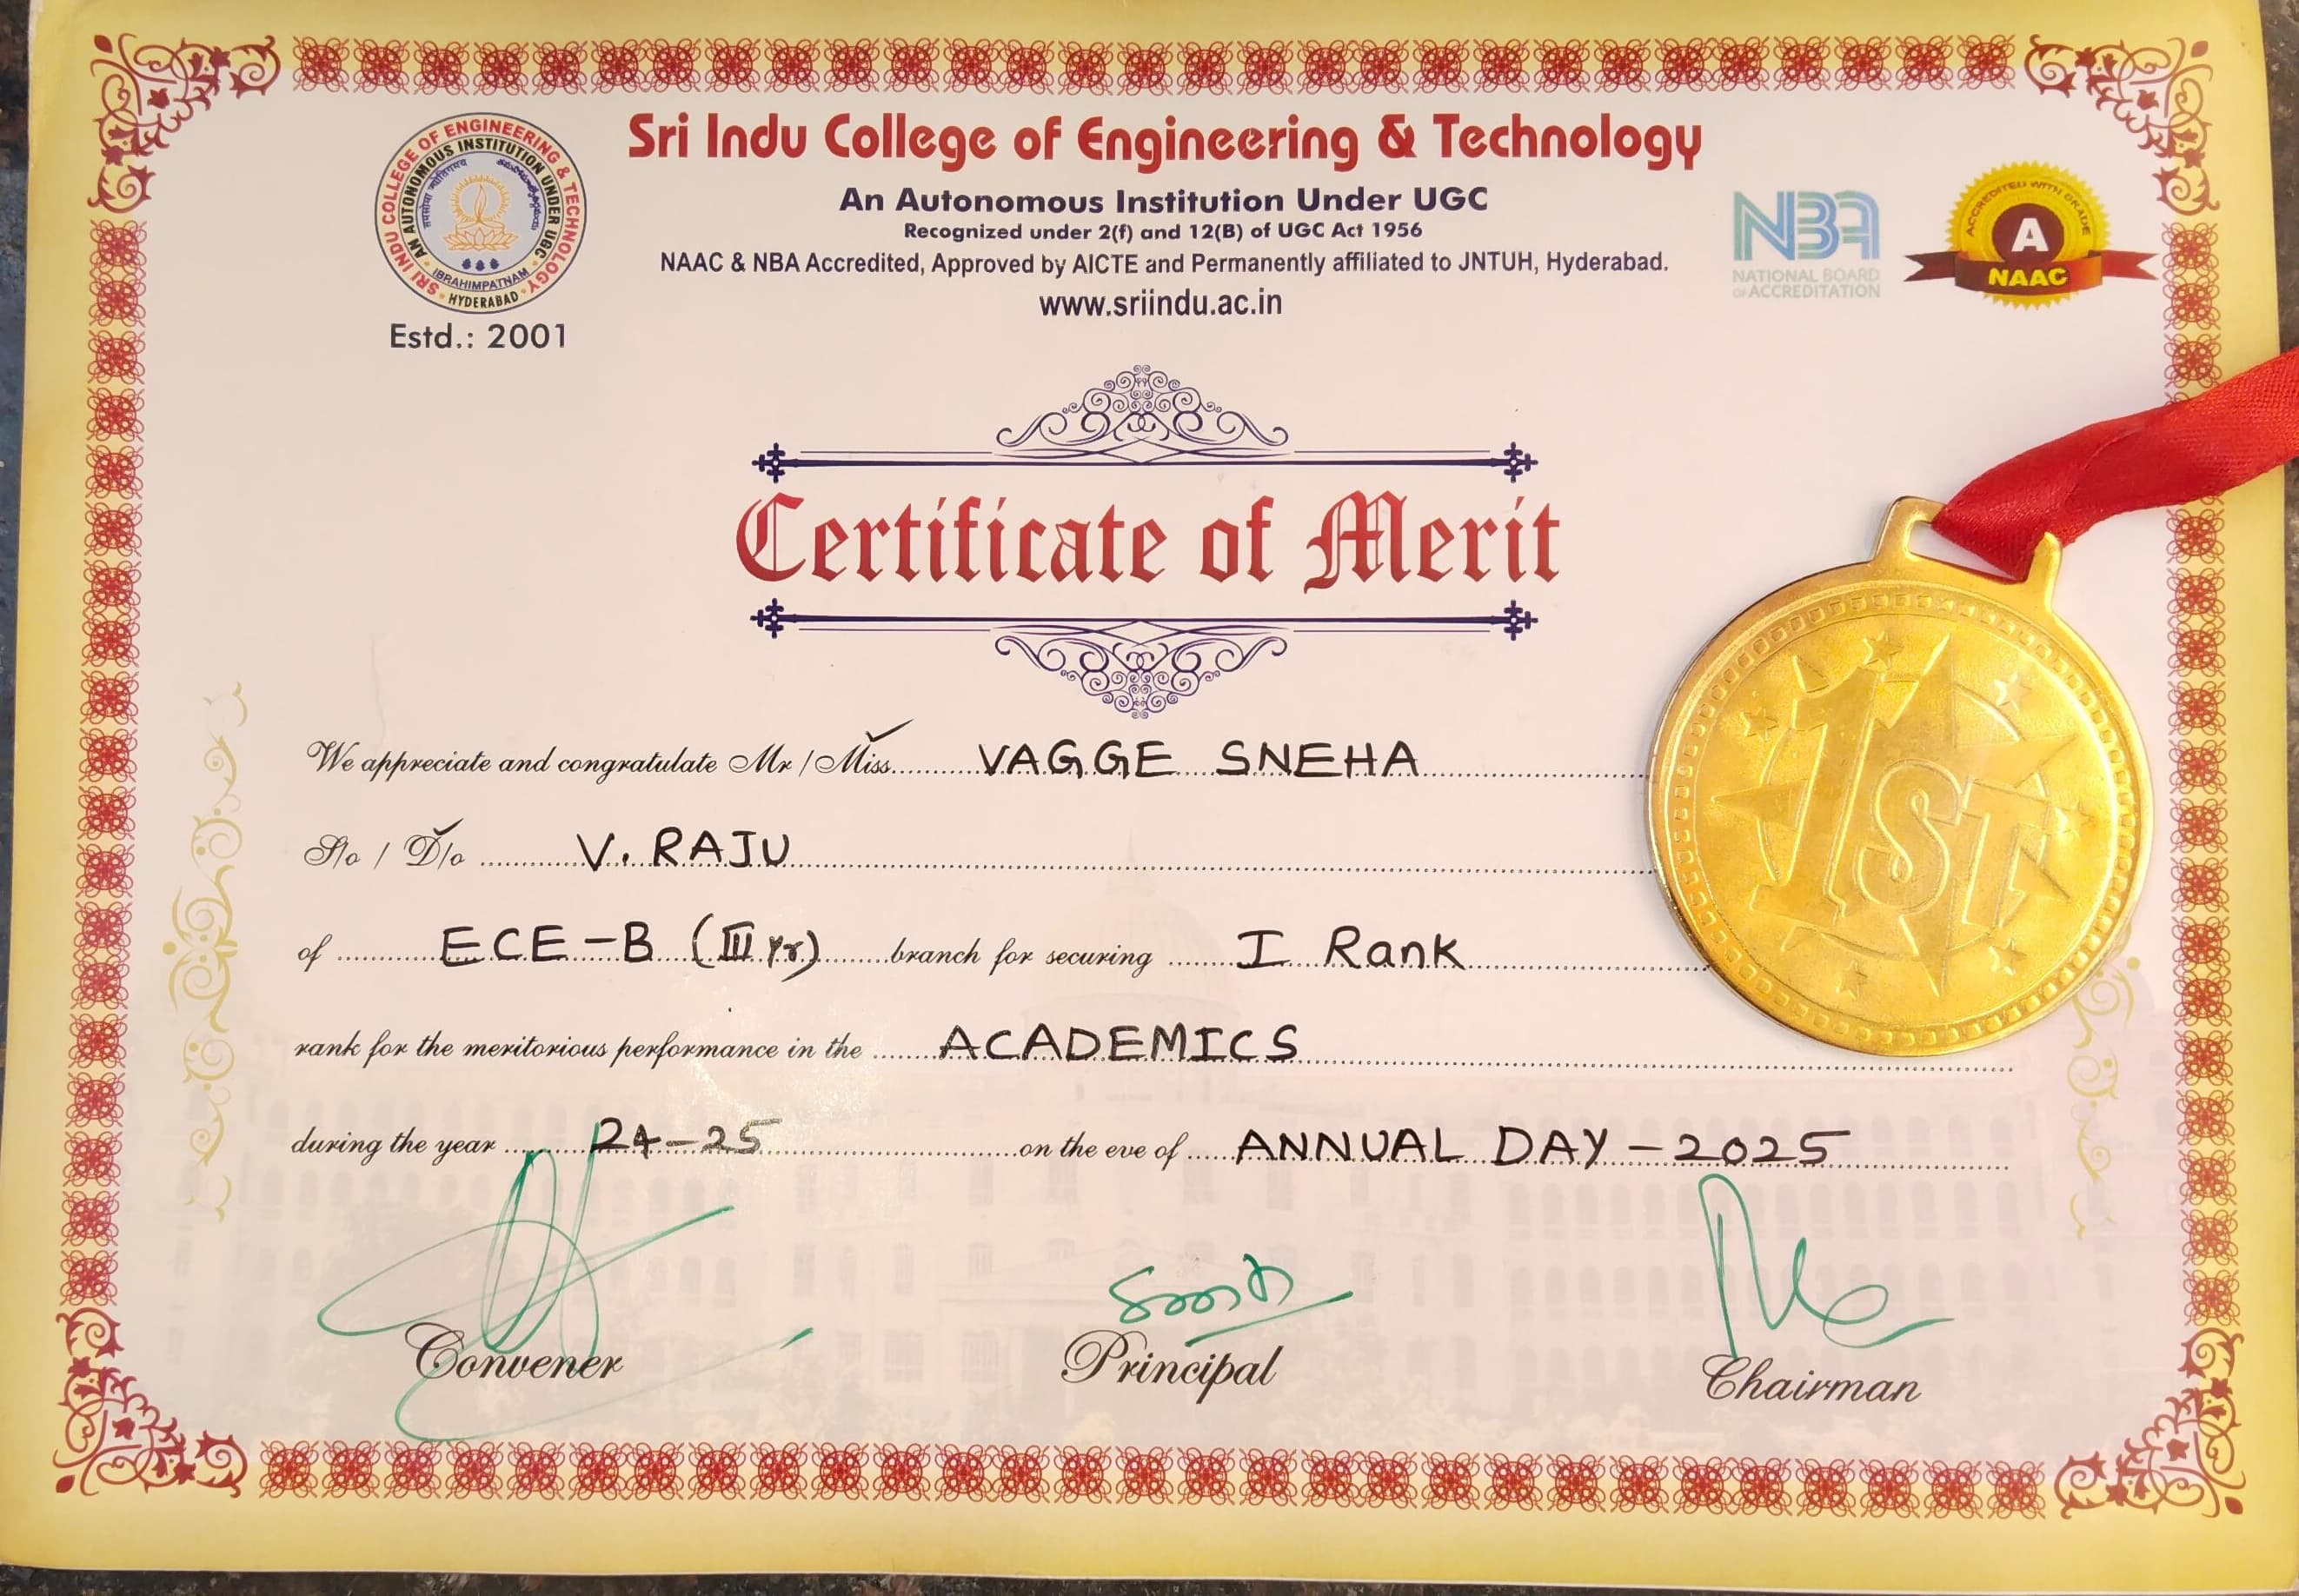 Sri Indu College of Engineering & Technology
An Autonomous Institution Under UGC
Recognized under 2(f) and 12(B) of UGC Act 1956
NAAC & NBA Accredited, Approved by AICTE and Permanently affiliated to JNTUH, Hyderabad.
www.sriindu.ac.in
SRI INDU COLLEGE OF ENGINEERING & TECHNOLOGY
AN AUTONOMOUS INSTITUTION UNDER UGC
IBRAHIMPATNAM
HYDERABAD
Estd.: 2001
NBA
NATIONAL BOARD
OF ACCREDITATION
ACCREDITED WITH GRADE
A
NAAC
Certificate of Merit
1ST
We appreciate and congratulate Mr / Miss VAGGE SNEHA
S/o / D/o V. RAJU
of ECE-B (III yr) branch for securing I Rank
rank for the meritorious performance in the ACADEMICS
during the year 24-25 on the eve of ANNUAL DAY-2025
Convener Principal Chairman